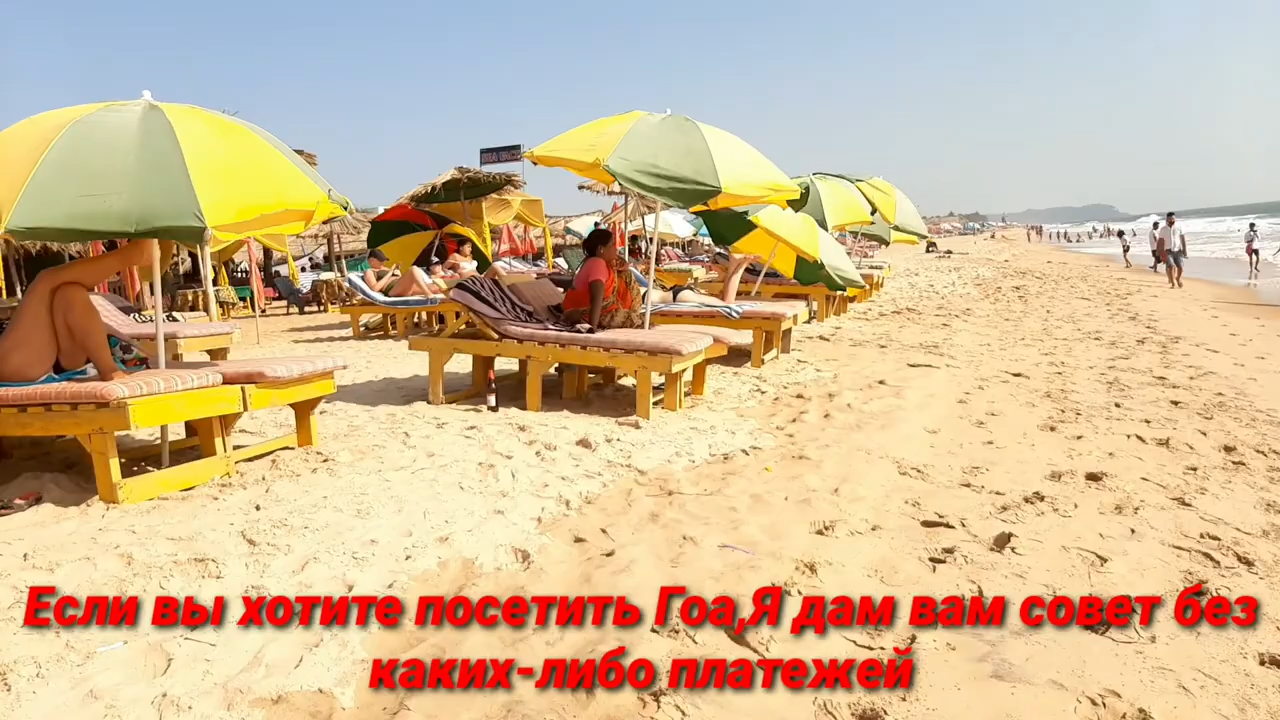 Если вы хотите посетить Гоа,Я дам вам совет без
каких-либо платежей